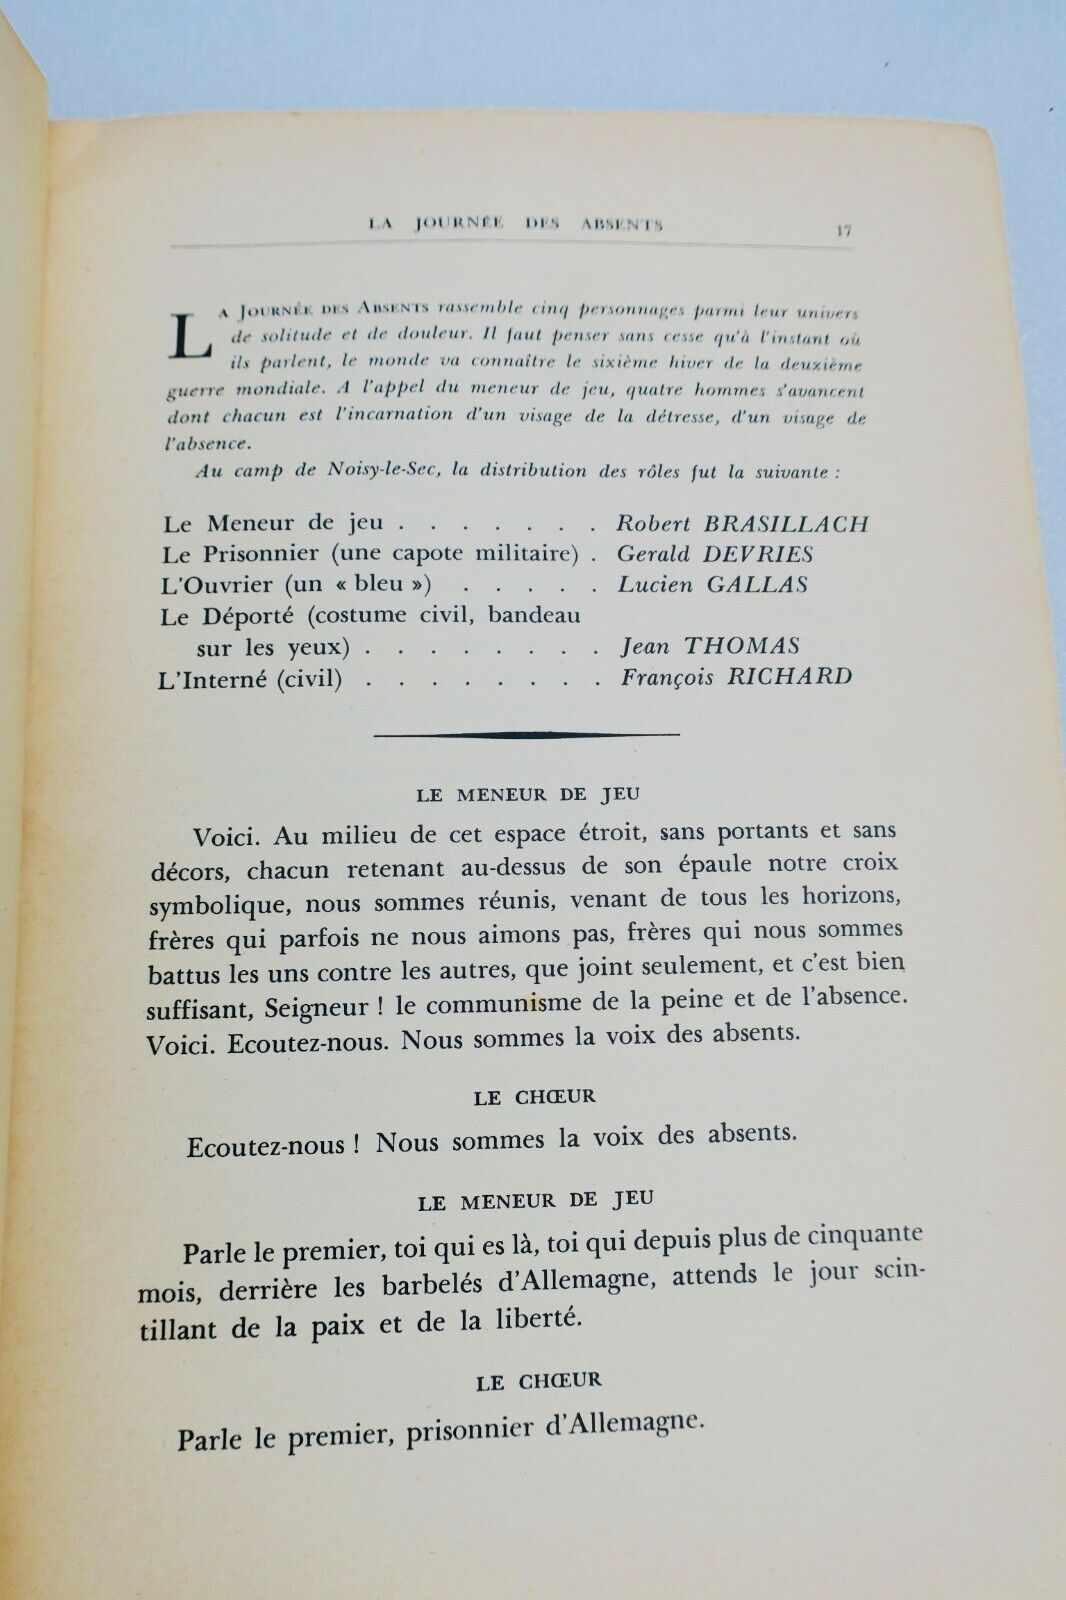 LA JOURNÉE DES ABSENTS 17
LA JOURNÉE DES ABSENTS rassemble cinq personnages parmi leur univers
de solitude et de douleur. Il faut penser sans cesse qu'à l'instant où
ils parlent, le monde va connaître le sixième hiver de la deuxième
guerre mondiale. A l'appel du meneur de jeu, quatre hommes s'avancent
dont chacun est l'incarnation d'un visage de la détresse, d'un visage de
l'absence.
Au camp de Noisy-le-Sec, la distribution des rôles fut la suivante :
Le Meneur de jeu . . . . . . . Robert BRASILLACH
Le Prisonnier (une capote militaire) . Gerald DEVRIES
L'Ouvrier (un « bleu ») . . . . . Lucien GALLAS
Le Déporté (costume civil, bandeau
sur les yeux) . . . . . . . . Jean THOMAS
L'Interné (civil) . . . . . . . . François RICHARD
LE MENEUR DE JEU
Voici. Au milieu de cet espace étroit, sans portants et sans
décors, chacun retenant au-dessus de son épaule notre croix
symbolique, nous sommes réunis, venant de tous les horizons,
frères qui parfois ne nous aimons pas, frères qui nous sommes
battus les uns contre les autres, que joint seulement, et c'est bien
suffisant, Seigneur ! le communisme de la peine et de l'absence.
Voici. Ecoutez-nous. Nous sommes la voix des absents.
LE CHŒUR
Ecoutez-nous ! Nous sommes la voix des absents.
LE MENEUR DE JEU
Parle le premier, toi qui es là, toi qui depuis plus de cinquante
mois, derrière les barbelés d'Allemagne, attends le jour scin-
tillant de la paix et de la liberté.
LE CHŒUR
Parle le premier, prisonnier d'Allemagne.